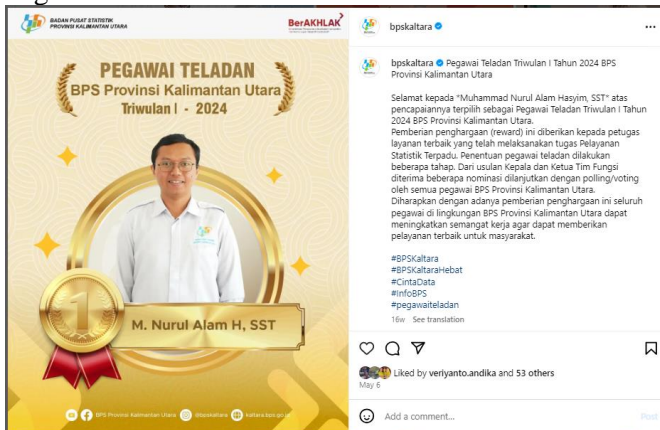 BADAN PUSAT STATISTIK
PROVINSI KALIMANTAN UTARA
BerAKHLAK
PEGAWAI TELADAN
BPS Provinsi Kalimantan Utara
Triwulan I - 2024
1
M. Nurul Alam H, SST
BPS Provinsi Kalimantan Utara
@bpskaltara
kaltara.bps.go.id
bpskaltara
bpskaltara Pegawai Teladan Triwulan I Tahun 2024 BPS
Provinsi Kalimantan Utara
Selamat kepada "Muhammad Nurul Alam Hasyim, SST" atas
pencapaiannya terpilih sebagai Pegawai Teladan Triwulan I Tahun
2024 BPS Provinsi Kalimantan Utara.
Pemberian penghargaan (reward) ini diberikan kepada petugas
layanan terbaik yang telah melaksanakan tugas Pelayanan
Statistik Terpadu. Penentuan pegawai teladan dilakukan
beberapa tahap. Dari usulan Kepala dan Ketua Tim Fungsi
diterima beberapa nominasi dilanjutkan dengan polling/voting
oleh semua pegawai BPS Provinsi Kalimantan Utara.
Diharapkan dengan adanya pemberian penghargaan ini seluruh
pegawai di lingkungan BPS Provinsi Kalimantan Utara dapat
meningkatkan semangat kerja agar dapat memberikan
pelayanan terbaik untuk masyarakat.
#BPSKaltara
#BPSKaltaraHebat
#CintaData
#InfoBPS
#pegawaiteladan
16w See translation
Liked by veriyanto.andika and 53 others
May 6
Add a comment...
Post